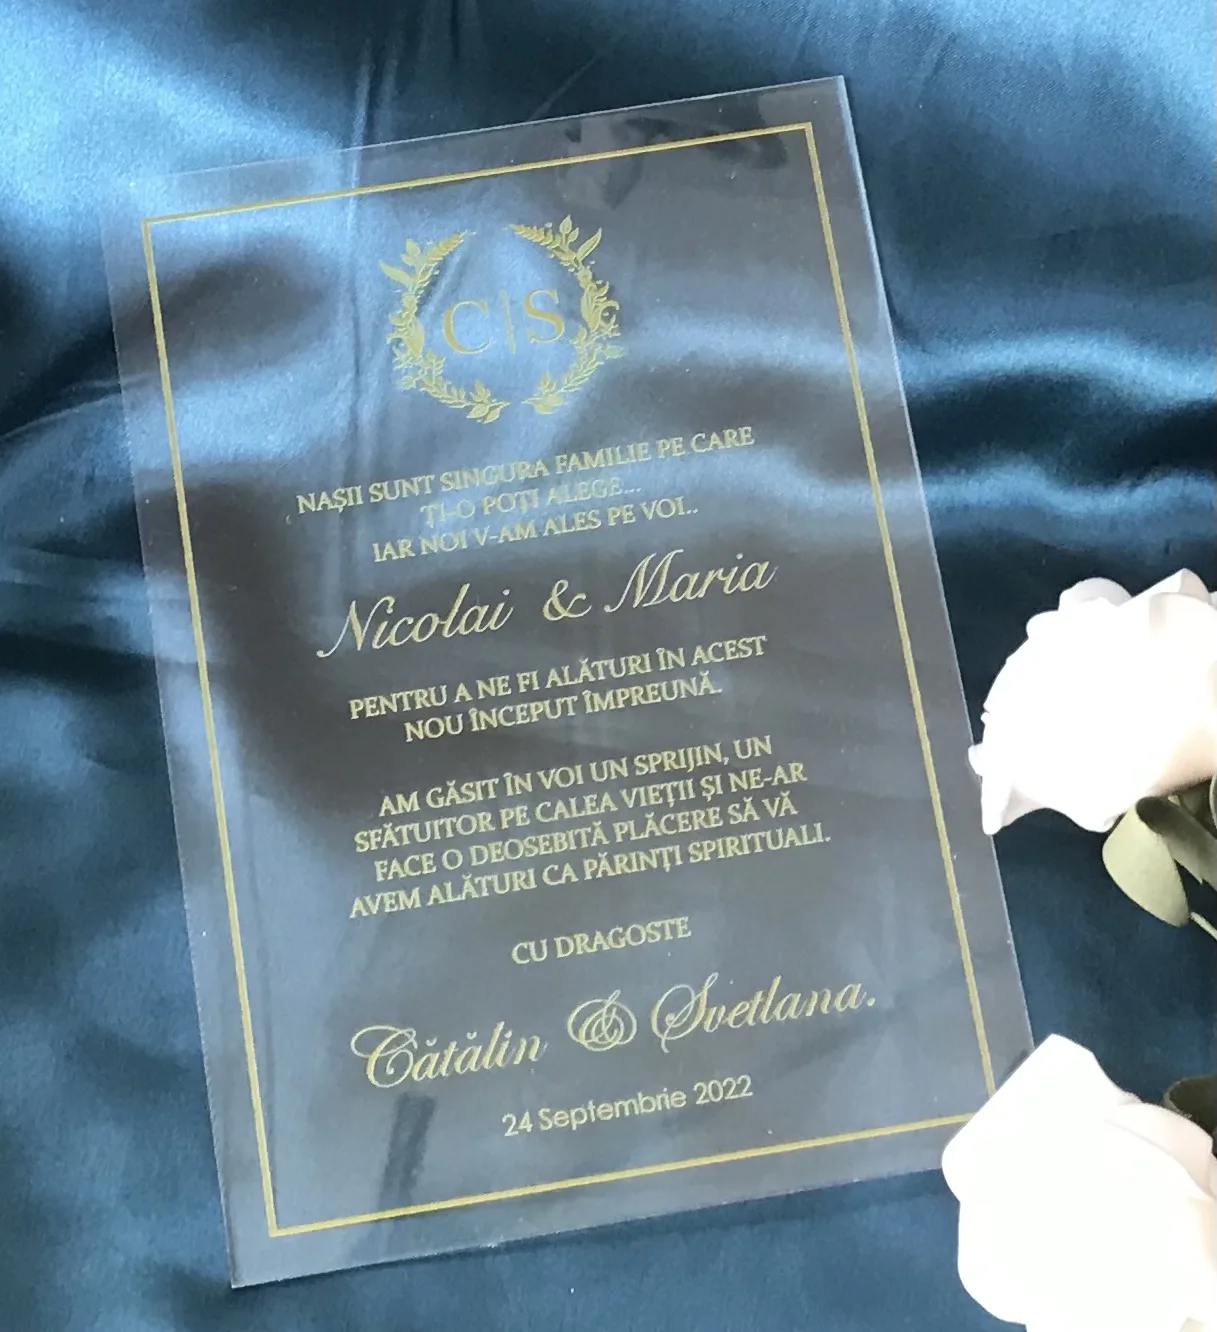 C|S
NAȘII SUNT SINGURA FAMILIE PE CARE
ȚI-O POȚI ALEGE...
IAR NOI V-AM ALES PE VOI..
Nicolai & Maria
PENTRU A NE FI ALĂTURI ÎN ACEST
NOU ÎNCEPUT ÎMPREUNĂ.
AM GĂSIT ÎN VOI UN SPRIJIN, UN
SFĂTUITOR PE CALEA VIEȚII ȘI NE-AR
FACE O DEOSEBITĂ PLĂCERE SĂ VĂ
AVEM ALĂTURI CA PĂRINȚI SPIRITUALI.
CU DRAGOSTE
Cătălin & Svetlana.
24 Septembrie 2022